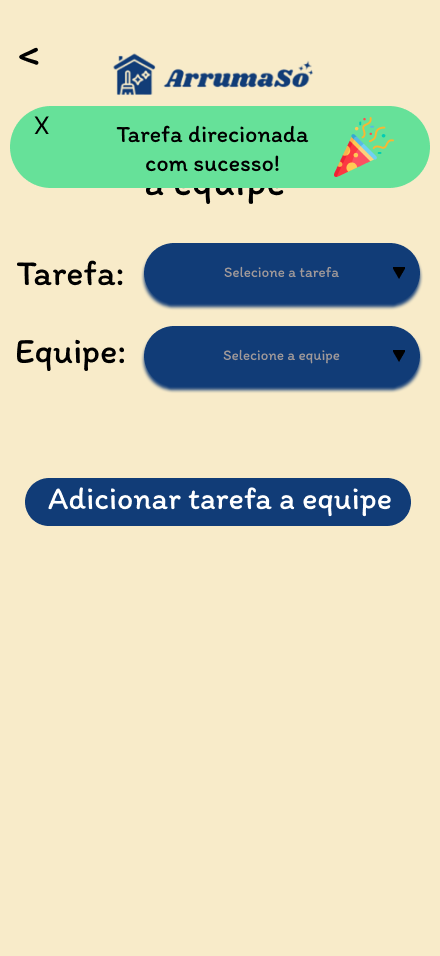 <
ArrumaSó
X
Tarefa direcionada
com sucesso!
a equipe
Tarefa:
Selecione a tarefa
Equipe:
Selecione a equipe
Adicionar tarefa a equipe